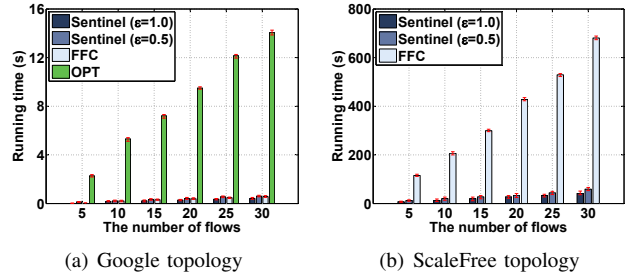 16
12
8
4
0
Running time (s)
Sentinel (ε=1.0)
Sentinel (ε=0.5)
FFC
OPT
5 10 15 20 25 30
The number of flows
(a) Google topology
800
600
400
200
0
Running time (s)
Sentinel (ε=1.0)
Sentinel (ε=0.5)
FFC
5 10 15 20 25 30
The number of flows
(b) ScaleFree topology